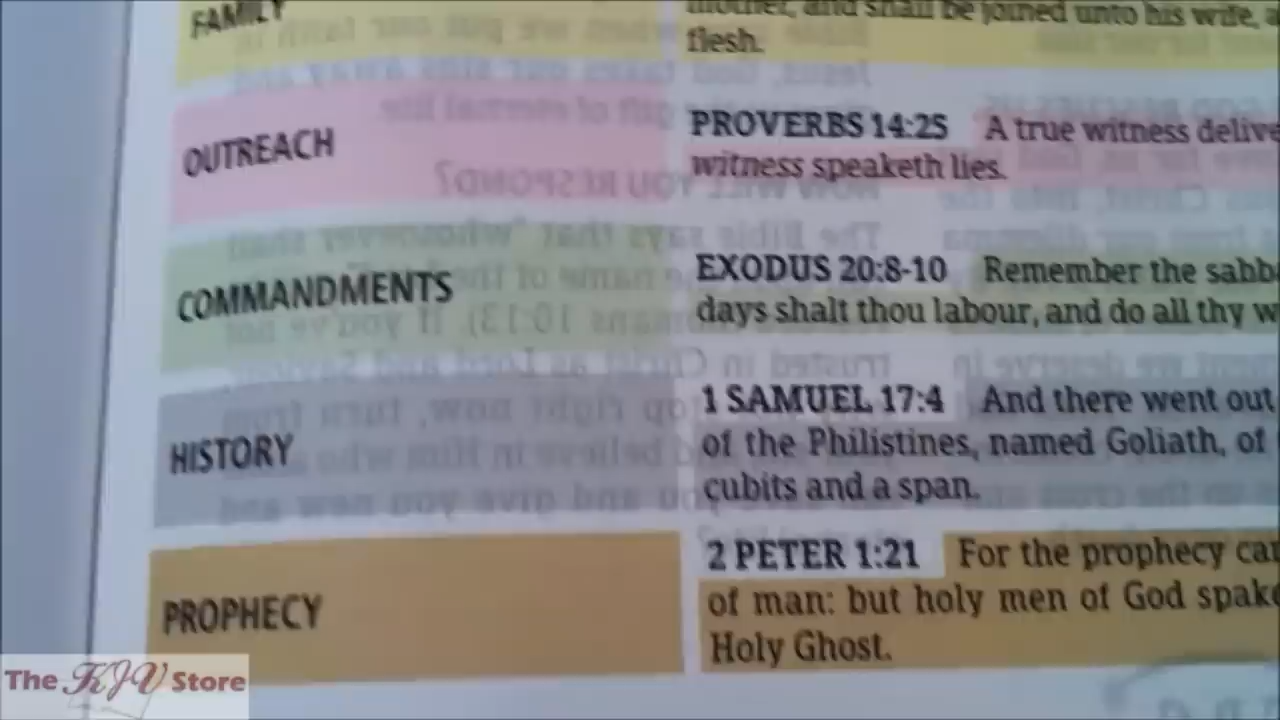 FAMILY
mother, and shall be joined unto his wife,
flesh.
OUTREACH
PROVERBS 14:25 A true witness delive
witness speaketh lies.
COMMANDMENTS
EXODUS 20:8-10 Remember the sabba
days shalt thou labour, and do all thy w
HISTORY
1 SAMUEL 17:4 And there went out
of the Philistines, named Goliath, of
cubits and a span.
PROPHECY
2 PETER 1:21 For the prophecy cam
of man: but holy men of God spake
Holy Ghost.
The KJV Store